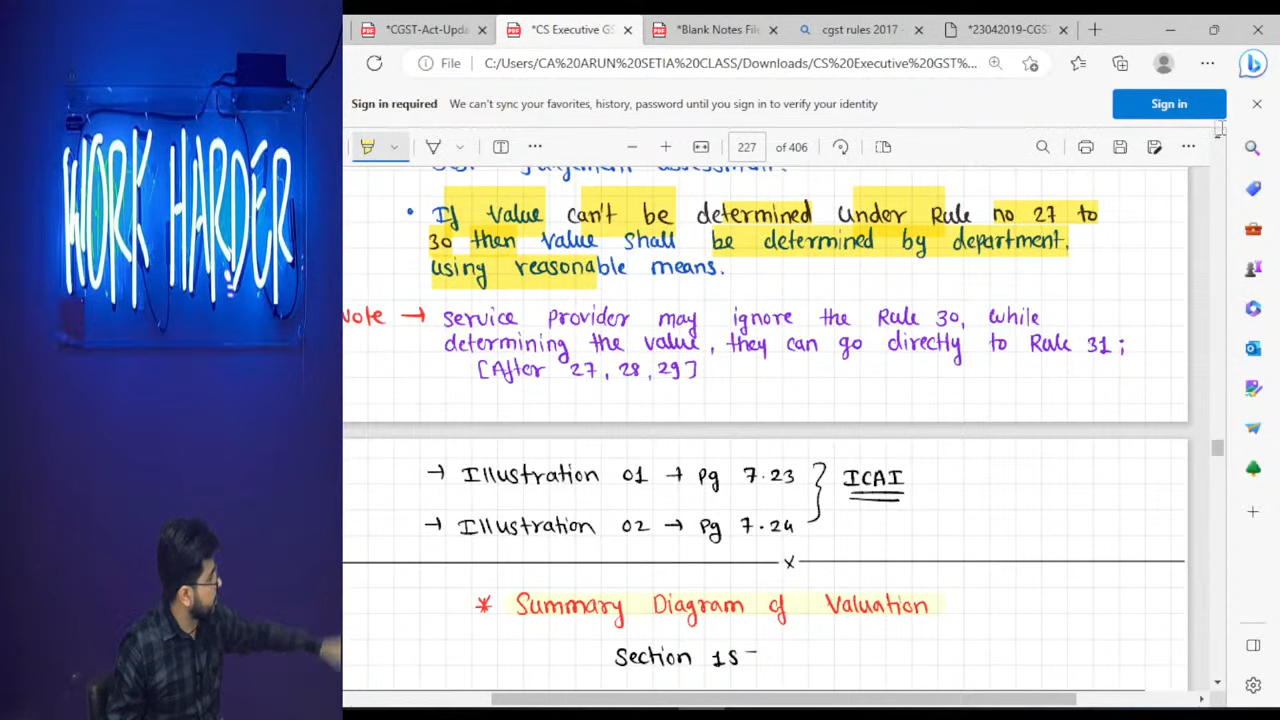 WORK HARDER
*CGST-Act-Upda
*CS Executive G
*Blank Notes File
cgst rules 2017
*23042019-CGST
File
C:/Users/CA%20ARUN%20SETIA%20CLASS/Downloads/CS%20Executive%20GST%...
Sign in required We can't sync your favorites, history, password until you sign in to verify your identity
Sign in
227 of 406
Judgement assessment.
• If value can't be determined under Rule no 27 to
30 then value shall be determined by department,
using reasonable means.
Note → service provider may ignore the Rule 30, while
determining the value, they can go directly to Rule 31;
[After 27, 28, 29]
→ Illustration 01 → Pg 7.23
ICAI
→ Illustration 02 → Pg 7.24
x
* Summary Diagram of Valuation
Section 15